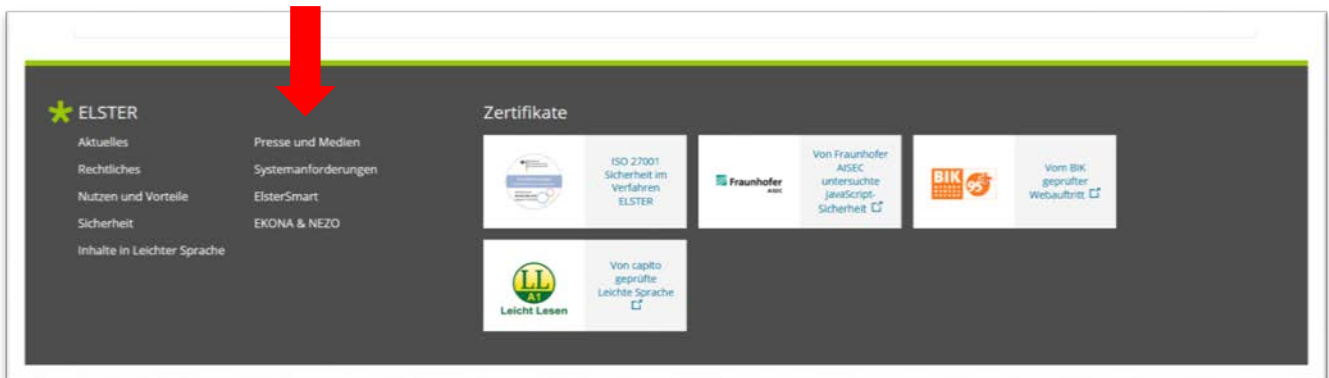 ELSTER
Aktuelles
Rechtliches
Nutzen und Vorteile
Sicherheit
Inhalte in Leichter Sprache
Presse und Medien
Systemanforderungen
ElsterSmart
EKONA & NEZO
Zertifikate
ISO 27001
Sicherheit im
Verfahren
ELSTER
Fraunhofer
AISEC
Von Fraunhofer
AISEC
untersuchte
JavaScript-
Sicherheit
BIK 95+
Vom BIK
geprüfter
Webauftritt
LL
A1
Leicht Lesen
Von capito
geprüfte
Leichte Sprache